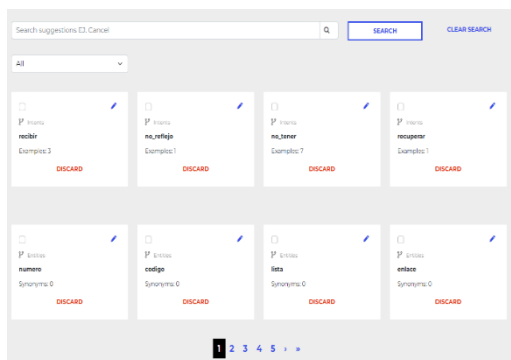 Search suggestions EJ. Cancel
SEARCH
CLEAR SEARCH
All
Intents
recibir
Examples: 3
DISCARD
Intents
no_reflejo
Examples: 1
DISCARD
Intents
no_tener
Examples: 7
DISCARD
Intents
recuperar
Examples: 1
DISCARD
Entities
numero
Synonyms: 0
DISCARD
Entities
codigo
Synonyms: 0
DISCARD
Entities
lista
Synonyms: 0
DISCARD
Entities
enlace
Synonyms: 0
DISCARD
1 2 3 4 5 › »